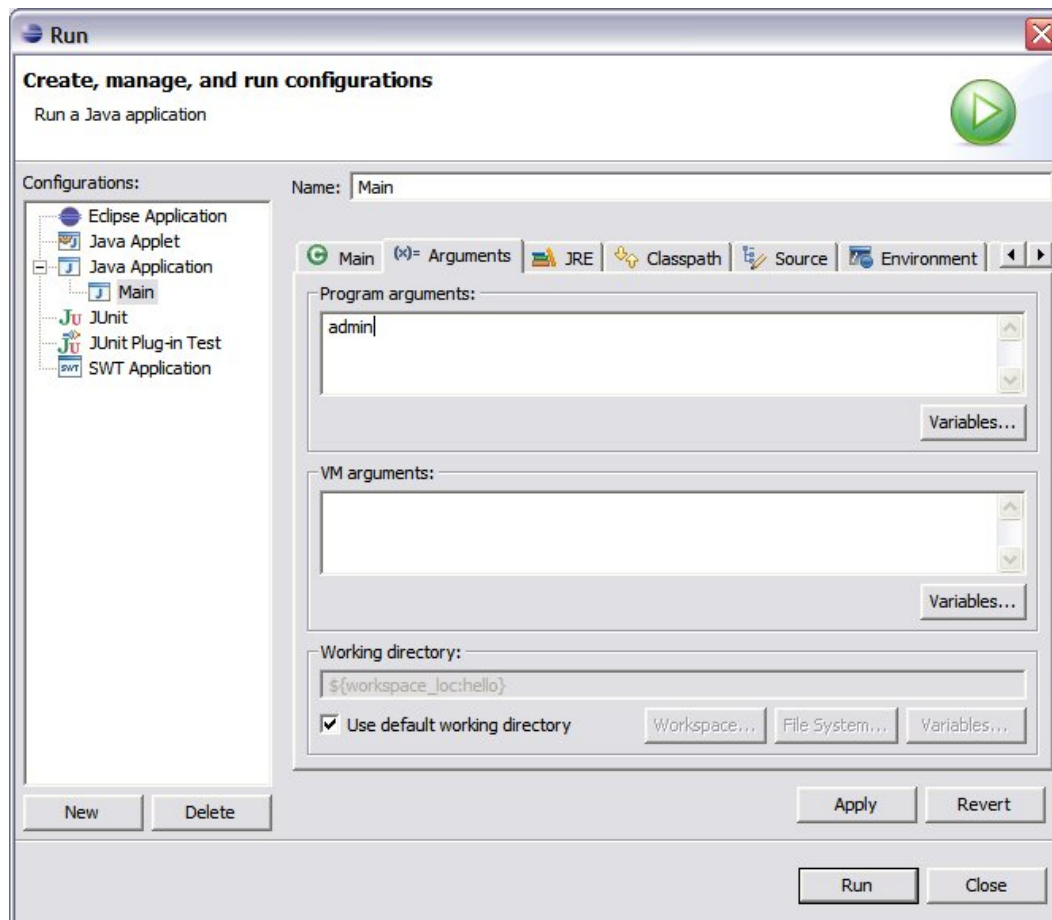 Run
Create, manage, and run configurations
Run a Java application
Configurations:
Eclipse Application
Java Applet
Java Application
Main
JUnit
JUnit Plug-in Test
SWT Application
New Delete
Name: Main
Main (x)= Arguments JRE Classpath Source Environment
Program arguments:
admin
Variables...
VM arguments:
Variables...
Working directory:
${workspace_loc:hello}
Use default working directory Workspace... File System... Variables...
Apply Revert
Run Close